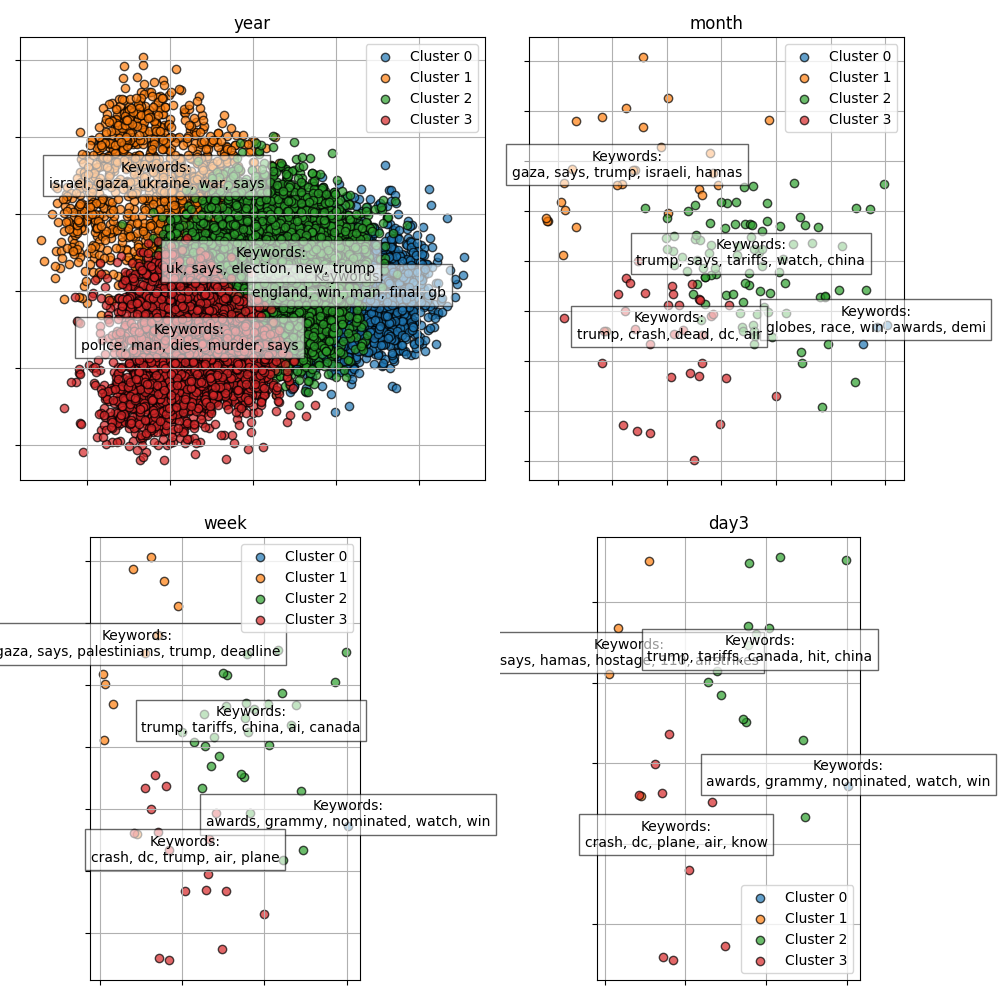 year
Cluster 0
Cluster 1
Cluster 2
Cluster 3
Keywords:
israel, gaza, ukraine, war, says
Keywords:
uk, says, election, new, trump
england, win, man, final, gb
Keywords:
police, man, dies, murder, says
month
Cluster 0
Cluster 1
Cluster 2
Cluster 3
Keywords:
gaza, says, trump, israeli, hamas
Keywords:
trump, says, tariffs, watch, china
Keywords:
trump, crash, dead, dc, air
Keywords:
globes, race, win, awards, demi
week
Cluster 0
Cluster 1
Cluster 2
Cluster 3
Keywords:
gaza, says, palestinians, trump, deadline
Keywords:
trump, tariffs, china, ai, canada
Keywords:
awards, grammy, nominated, watch, win
Keywords:
crash, dc, trump, air, plane
day3
Keywords:
says, hamas, hostage, airstrikes
Keywords:
trump, tariffs, canada, hit, china
Keywords:
awards, grammy, nominated, watch, win
Keywords:
crash, dc, plane, air, know
Cluster 0
Cluster 1
Cluster 2
Cluster 3